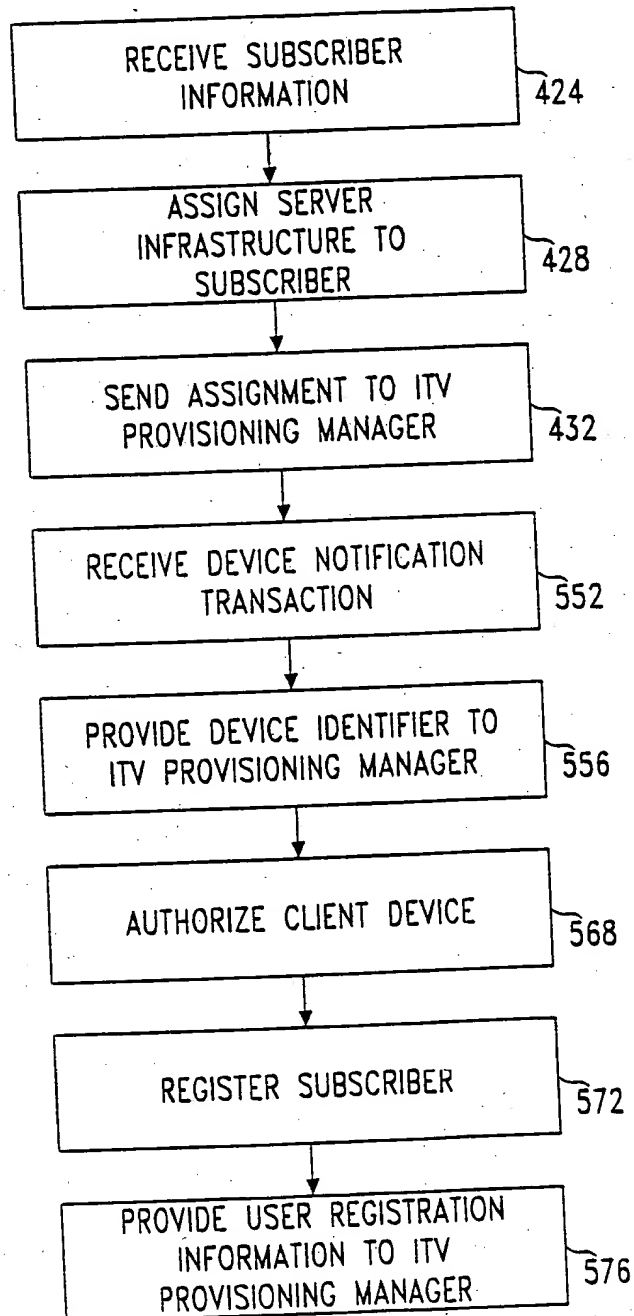 RECEIVE SUBSCRIBER
INFORMATION
424
ASSIGN SERVER
INFRASTRUCTURE TO
SUBSCRIBER
428
SEND ASSIGNMENT TO ITV
PROVISIONING MANAGER
432
RECEIVE DEVICE NOTIFICATION
TRANSACTION
552
PROVIDE DEVICE IDENTIFIER TO
ITV PROVISIONING MANAGER
556
AUTHORIZE CLIENT DEVICE
568
REGISTER SUBSCRIBER
572
PROVIDE USER REGISTRATION
INFORMATION TO ITV
PROVISIONING MANAGER
576